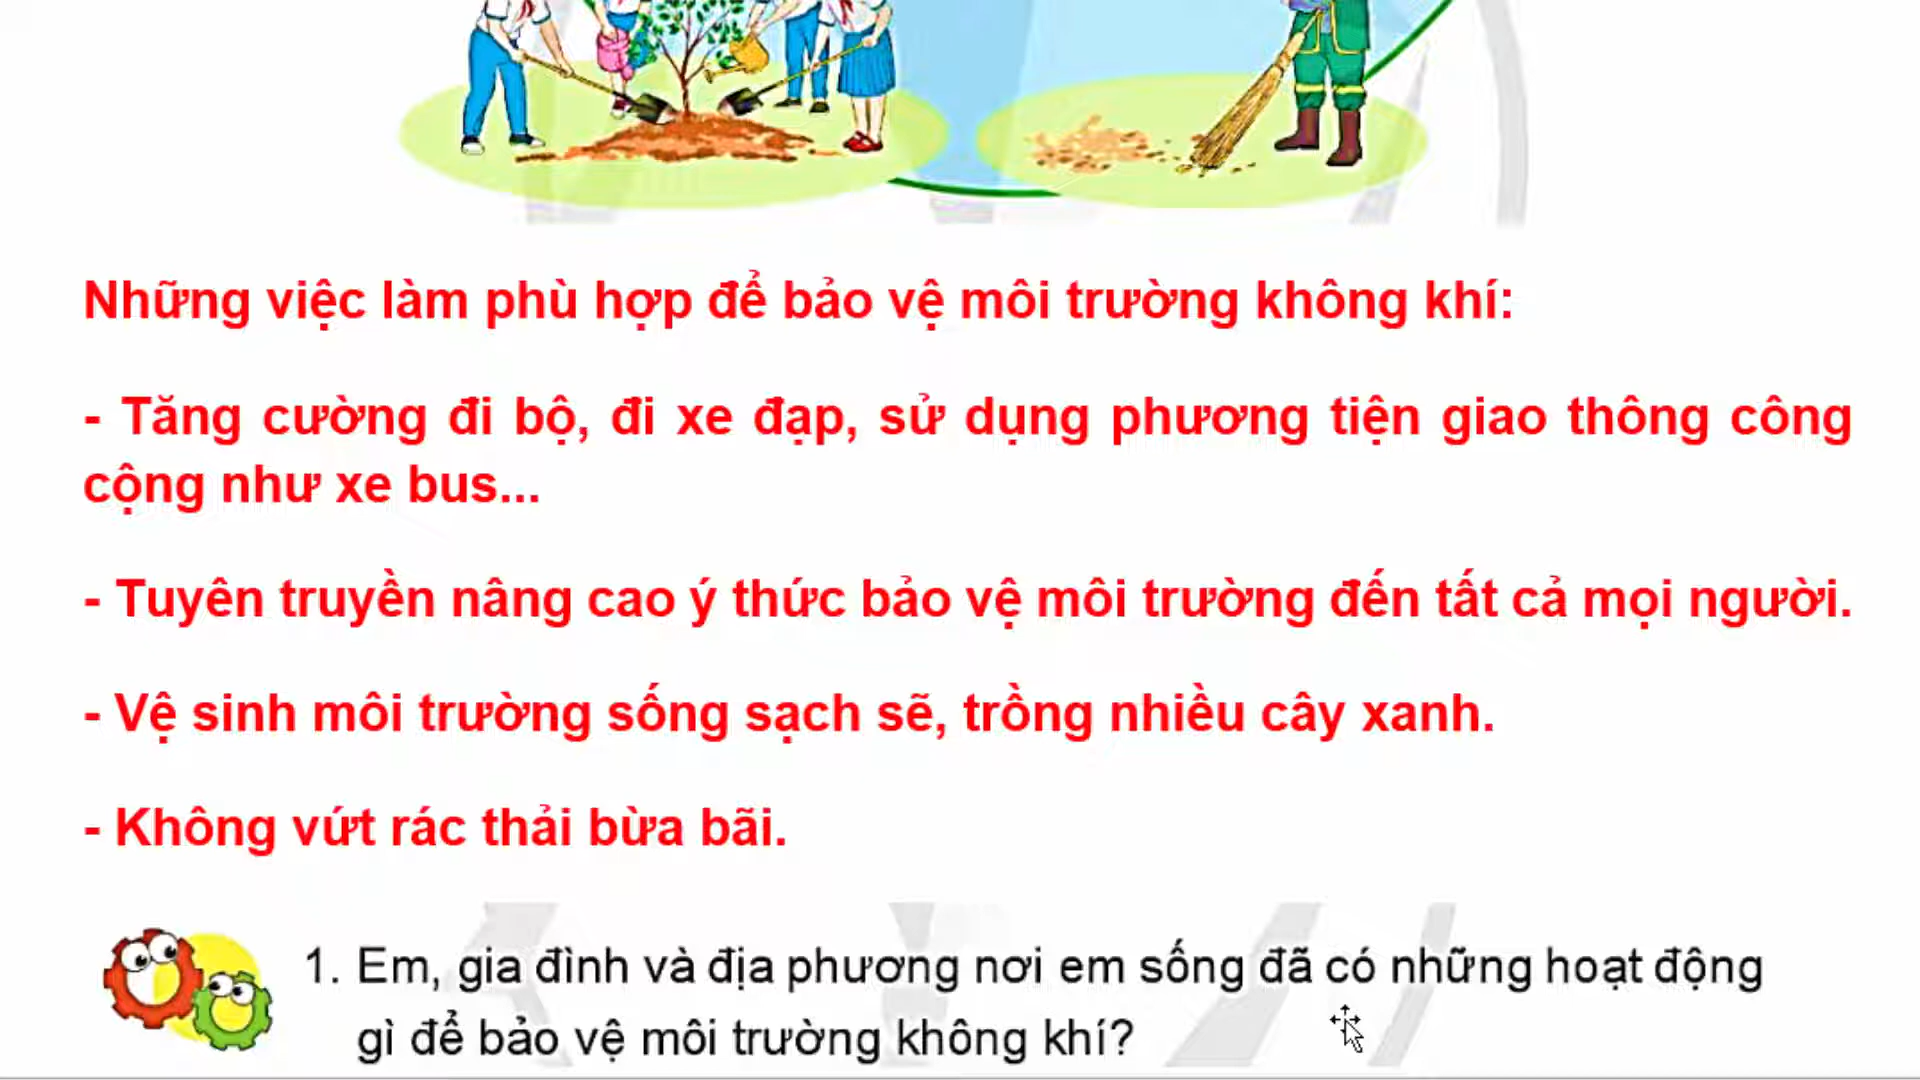 Những việc làm phù hợp để bảo vệ môi trường không khí:
- Tăng cường đi bộ, đi xe đạp, sử dụng phương tiện giao thông công
cộng như xe bus...
- Tuyên truyền nâng cao ý thức bảo vệ môi trường đến tất cả mọi người.
- Vệ sinh môi trường sống sạch sẽ, trồng nhiều cây xanh.
- Không vứt rác thải bừa bãi.
1. Em, gia đình và địa phương nơi em sống đã có những hoạt động
gì để bảo vệ môi trường không khí?